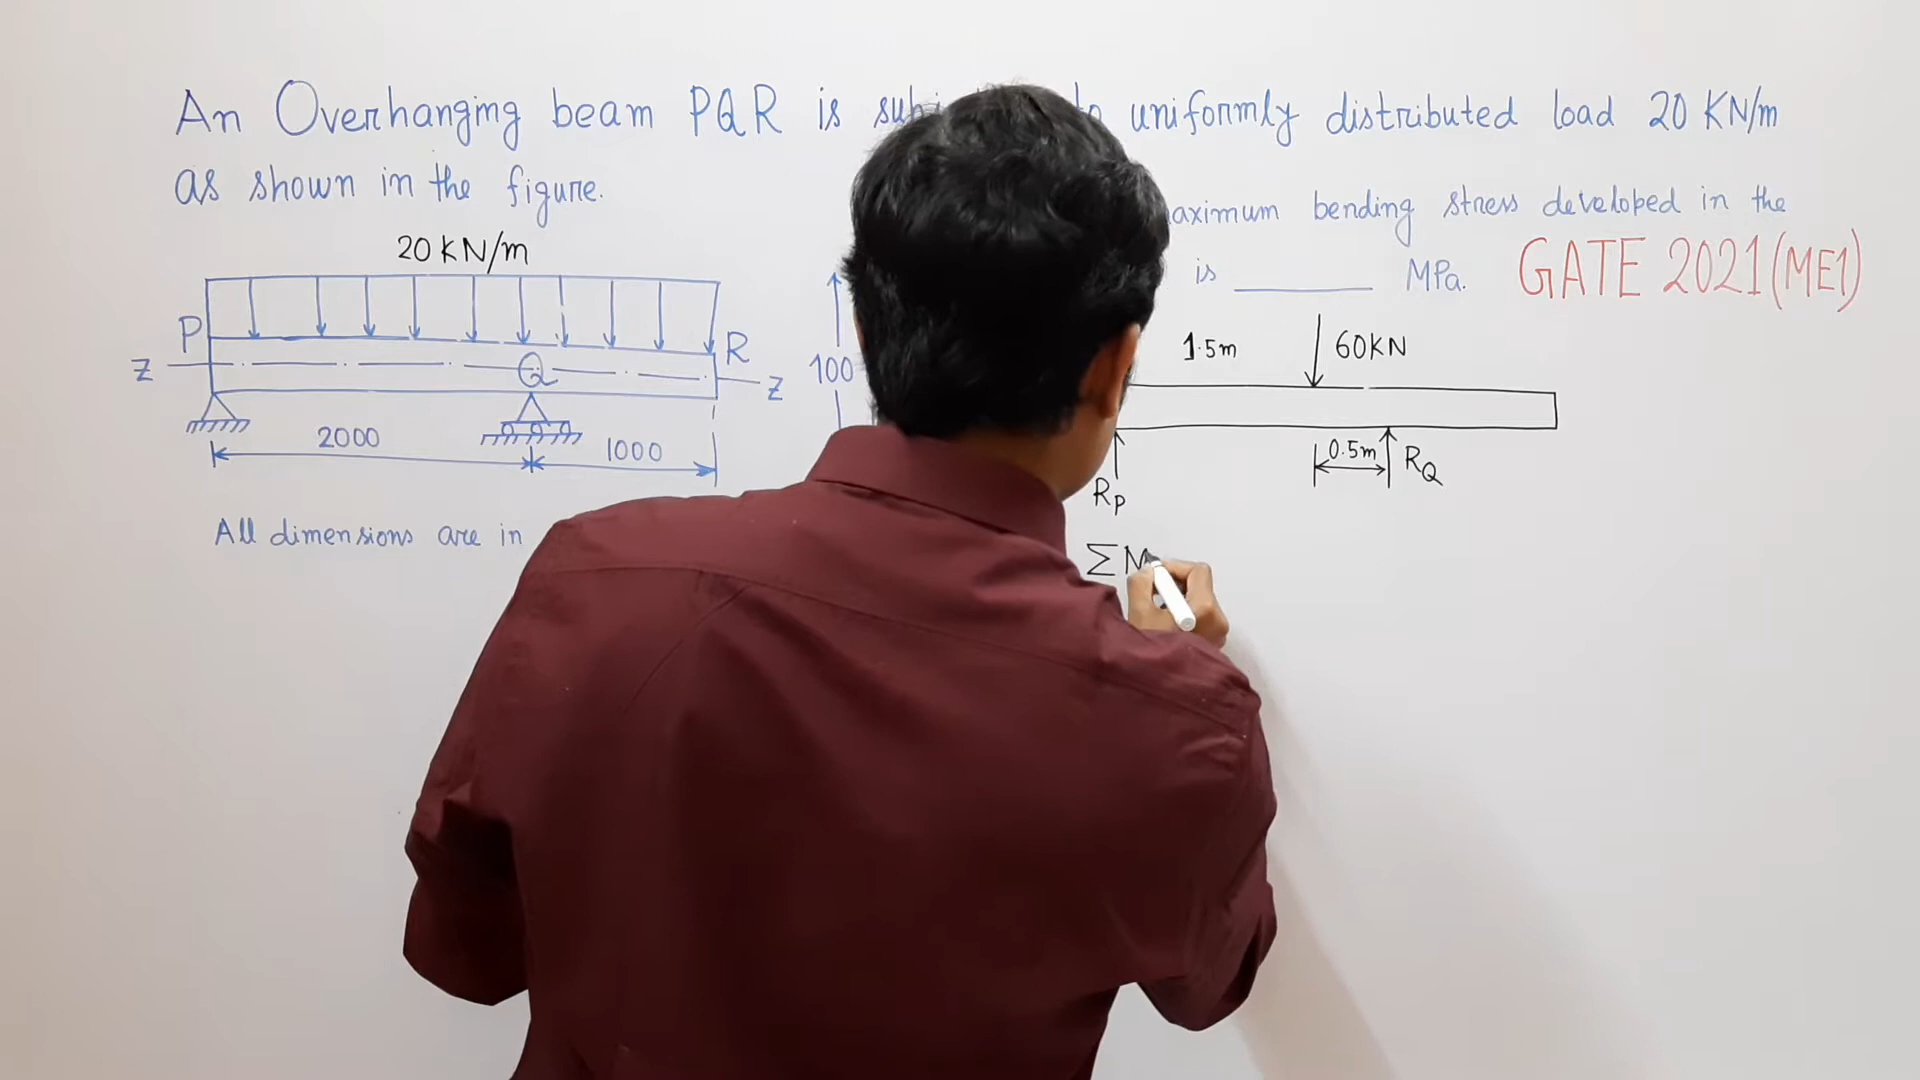 An Overhanging beam PQR is uniformly distributed load 20 KN/m
as shown in the figure.
bending stress developed in the
is ______ MPa.
GATE 2021 (ME1)
20 KN/m
P
Q
R
Z
Z
2000
1000
All dimensions are in
100
1.5m
60KN
0.5m
RP
RQ
Σ